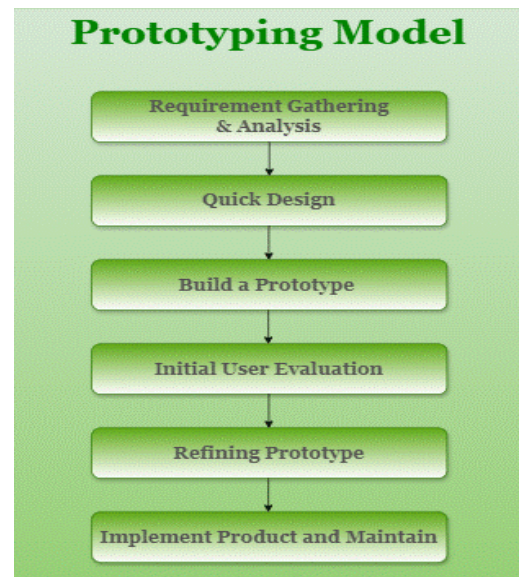 Prototyping Model
Requirement Gathering
& Analysis
Quick Design
Build a Prototype
Initial User Evaluation
Refining Prototype
Implement Product and Maintain